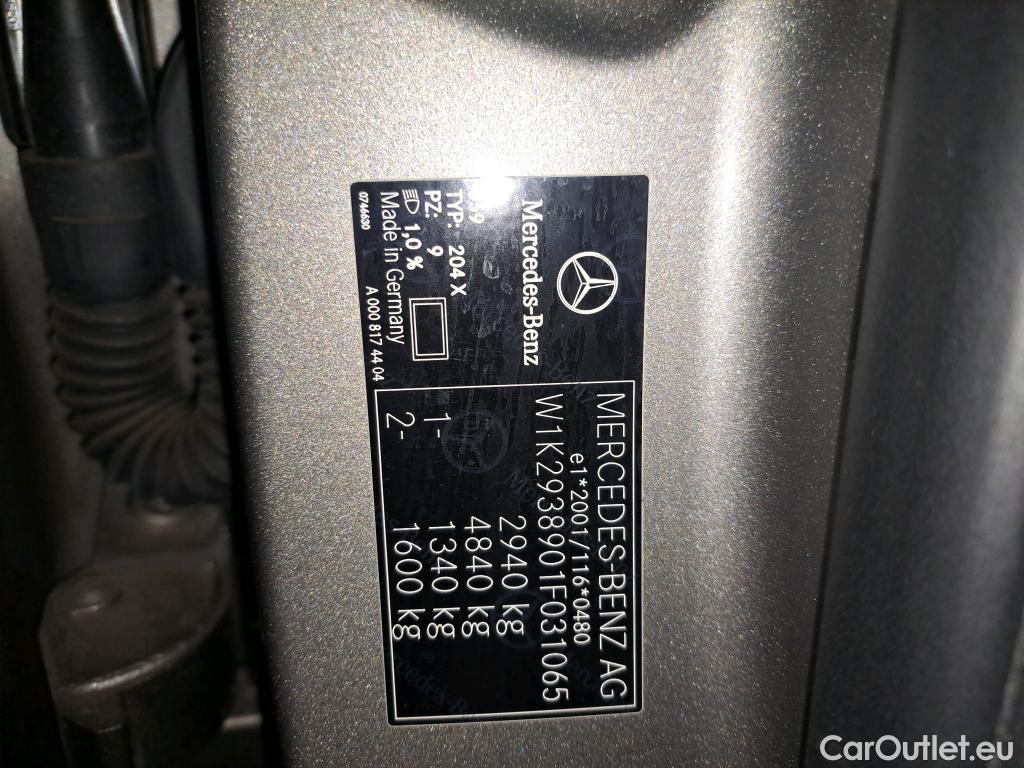 Mercedes-Benz
TYP: 204 X
PZ: 9
1,0 %
Made in Germany
0746630
A 000 817 44 04
MERCEDES-BENZ AG
e1*2001/116*0480
W1K2938901F031065
2940 kg
4840 kg
1- 1340 kg
2- 1600 kg
CarOutlet.eu